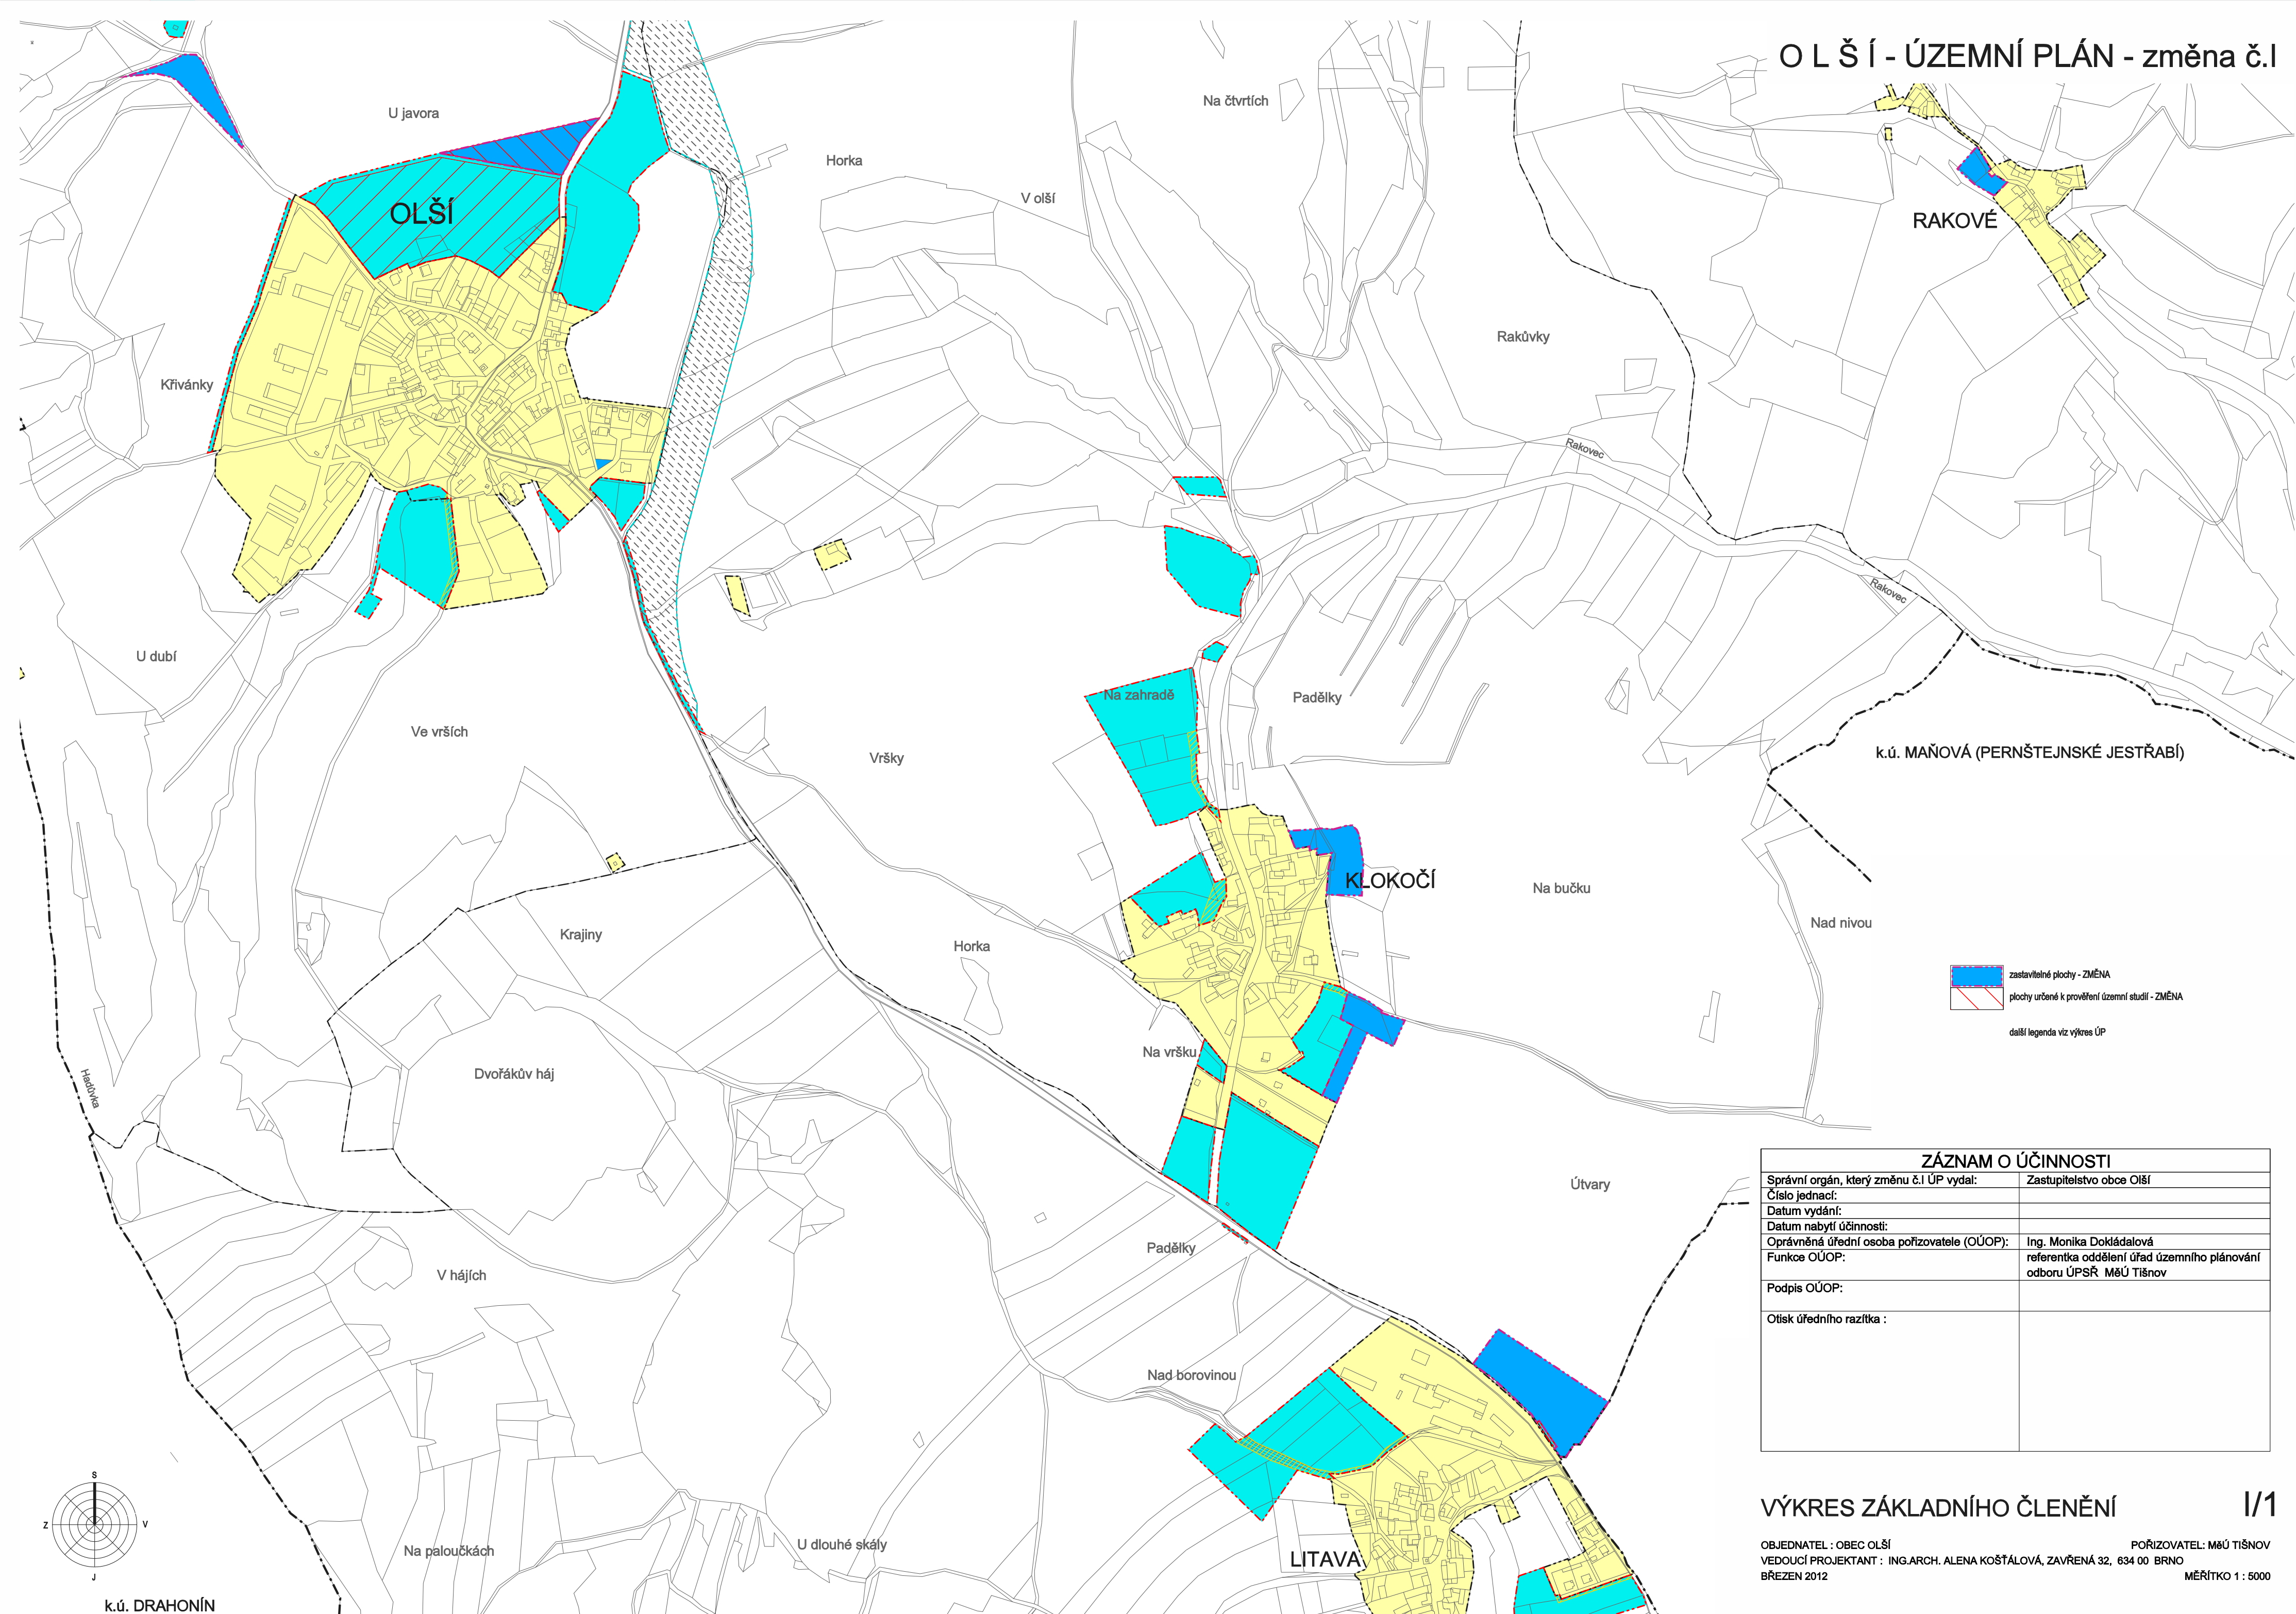 O L Š Í - ÚZEMNÍ PLÁN - změna č.I
U javora
Na čtvrtích
Horka
V olší
OLŠÍ
RAKOVÉ
Rakůvky
Křivánky
Rakovec
Rakovec
U dubí
Na zahradě
Padělky
Ve vrších
Vršky
k.ú. MAŇOVÁ (PERNŠTEJNSKÉ JESTŘABÍ)
KLOKOČÍ
Na bučku
Nad nivou
Krajiny
Horka
zastavitelné plochy - ZMĚNA
plochy určené k prověření územní studií - ZMĚNA
další legenda viz výkres ÚP
Na vršku
Dvořákův háj
Hadůvka
Útvary
Padělky
V hájích
Nad borovinou
ZÁZNAM O ÚČINNOSTI
Správní orgán, který změnu č.I ÚP vydal: Zastupitelstvo obce Olší
Číslo jednací:
Datum vydání:
Datum nabytí účinnosti:
Oprávněná úřední osoba pořizovatele (OÚOP): Ing. Monika Dokládalová
Funkce OÚOP: referentka oddělení úřad územního plánování
odboru ÚPSŘ MěÚ Tišnov
Podpis OÚOP:
Otisk úředního razítka :
S
Z
V
J
Na paloučkách
U dlouhé skály
LITAVA
k.ú. DRAHONÍN
VÝKRES ZÁKLADNÍHO ČLENĚNÍ I/1
OBJEDNATEL : OBEC OLŠÍ POŘIZOVATEL: MěÚ TIŠNOV
VEDOUCÍ PROJEKTANT : ING.ARCH. ALENA KOŠŤÁLOVÁ, ZAVŘENÁ 32, 634 00 BRNO
BŘEZEN 2012 MĚŘÍTKO 1 : 5000